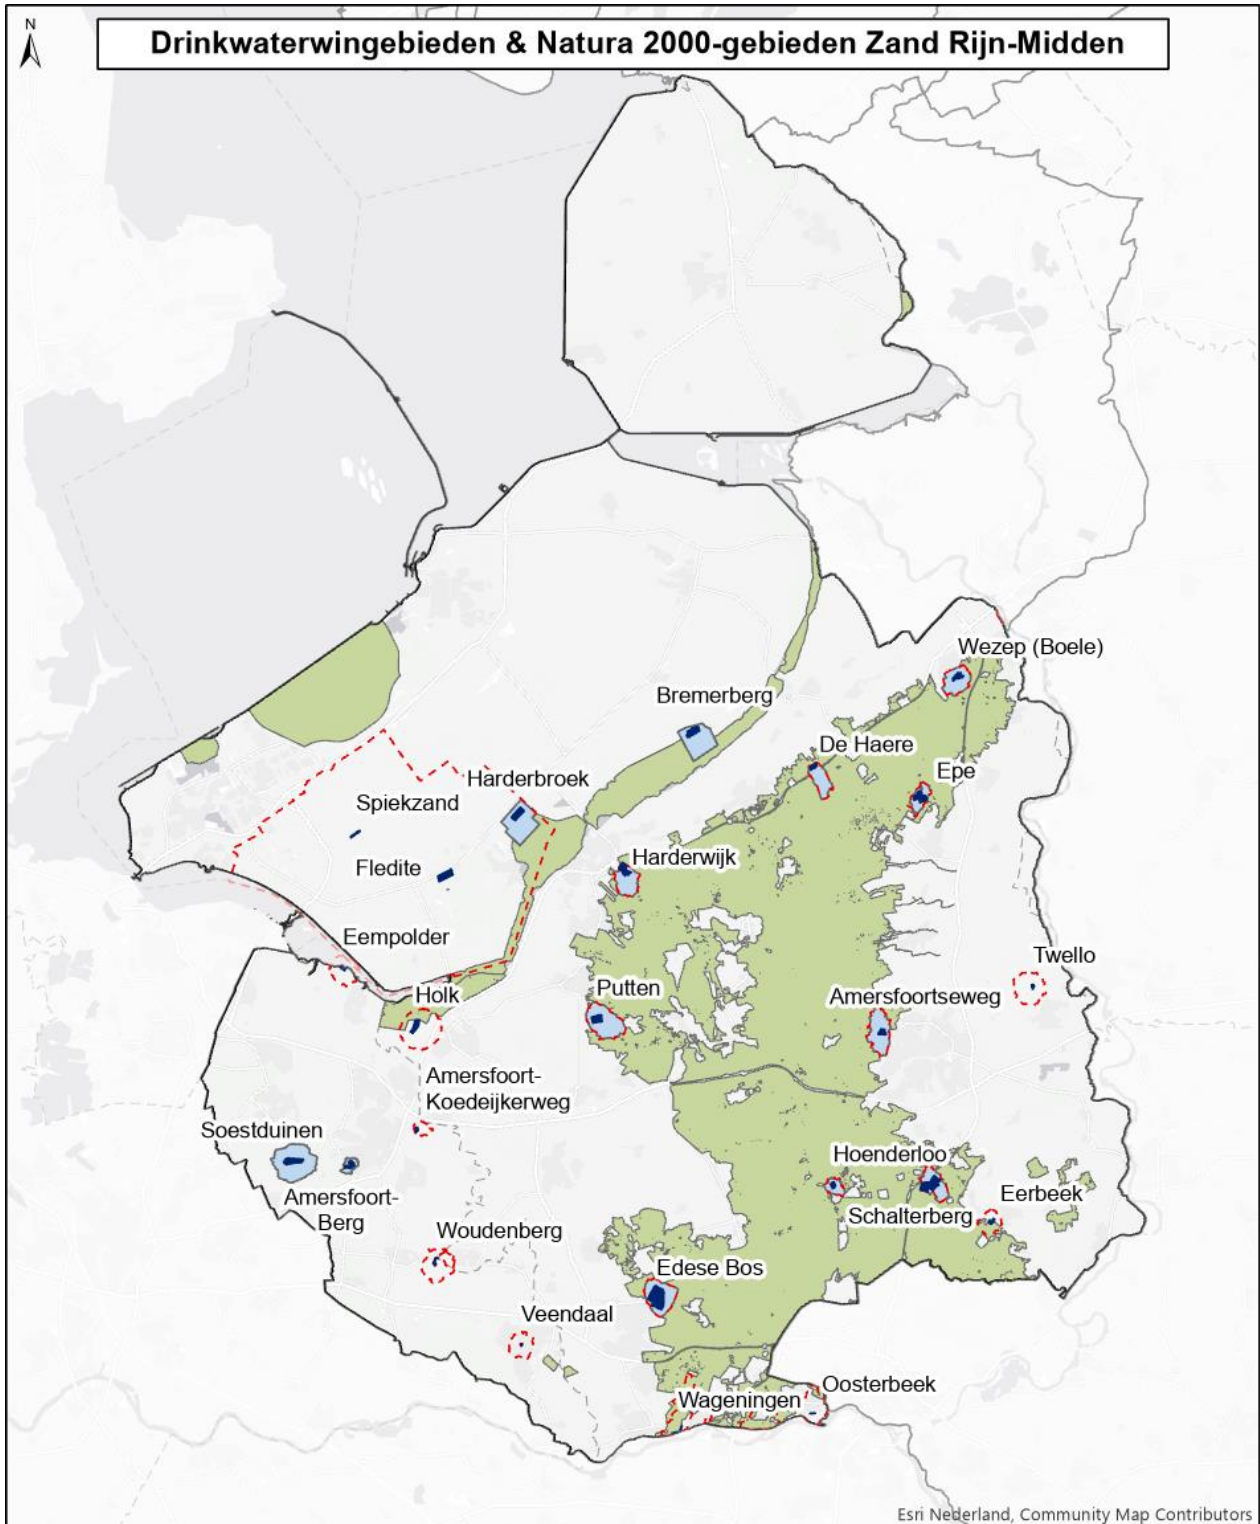 N
Drinkwaterwingebieden & Natura 2000-gebieden Zand Rijn-Midden
Wezep (Boele)
Bremerberg
De Haere
Epe
Harderbroek
Spiekzand
Harderwijk
Fledite
Eempolder
Twello
Putten
Holk
Amersfoortseweg
Amersfoort-
Koedeijkerweg
Soestduinen
Hoenderloo
Amersfoort-
Berg
Eerbeek
Schalterberg
Woudenberg
Edese Bos
Veendaal
Oosterbeek
Wageningen
Esri Nederland, Community Map Contributors